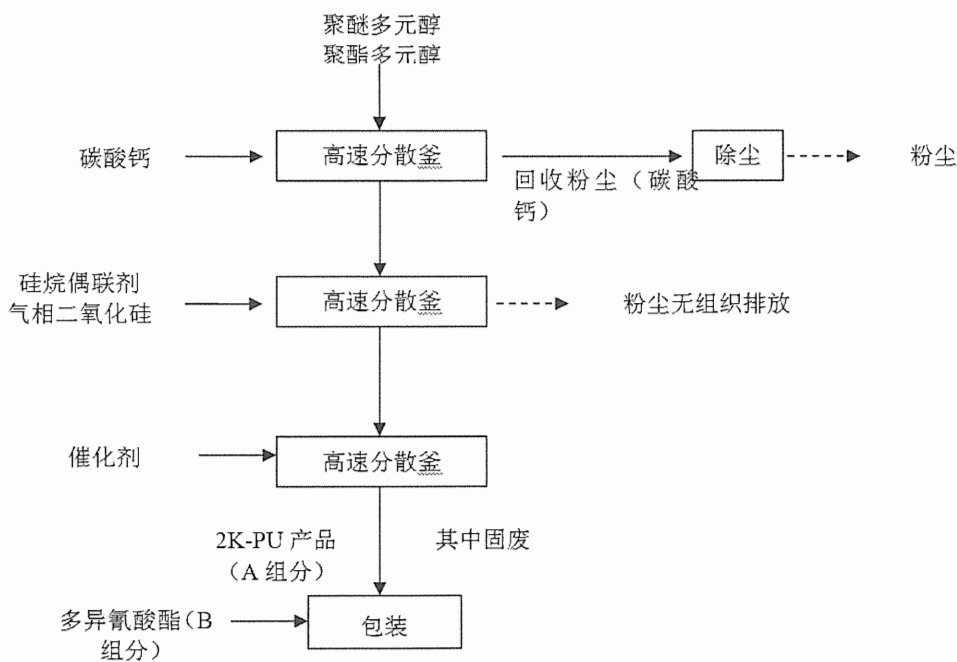 聚醚多元醇
聚酯多元醇
碳酸钙
高速分散釜
除尘
粉尘
回收粉尘（碳酸
钙）
硅烷偶联剂
气相二氧化硅
高速分散釜
粉尘无组织排放
催化剂
高速分散釜
2K-PU 产品
（A 组分）
其中固废
多异氰酸酯（B
组分）
包装